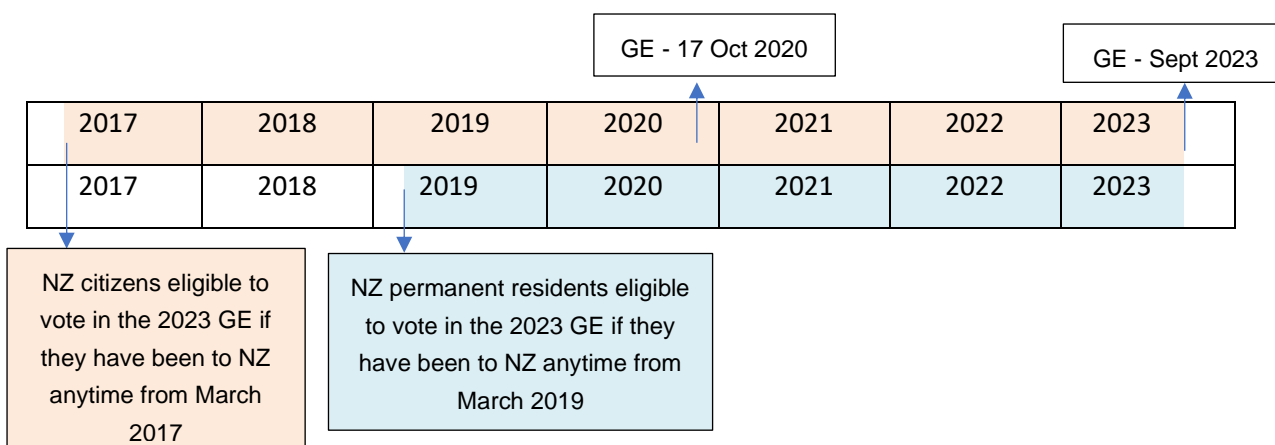 GE - 17 Oct 2020
GE - Sept 2023
2017 2018 2019 2020 2021 2022 2023
2017 2018 2019 2020 2021 2022 2023
NZ citizens eligible to
vote in the 2023 GE if
they have been to NZ
anytime from March
2017
NZ permanent residents eligible
to vote in the 2023 GE if they
have been to NZ anytime from
March 2019